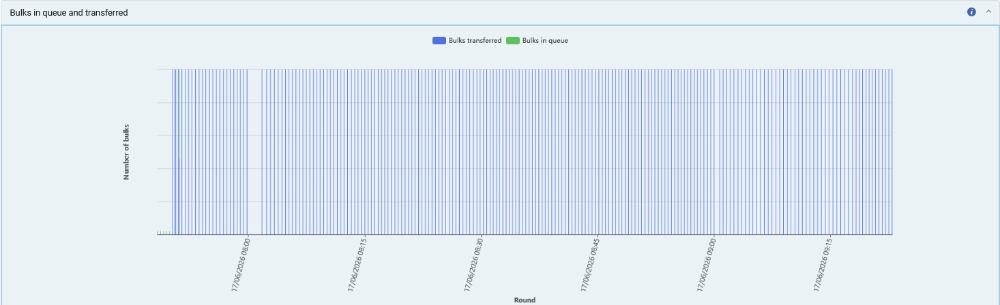 Bulks in queue and transferred
i
Bulks transferred Bulks in queue
Number of bulks
17/06/2026 08:00
17/06/2026 08:15
17/06/2026 08:30
17/06/2026 08:45
17/06/2026 09:00
17/06/2026 09:15
Round